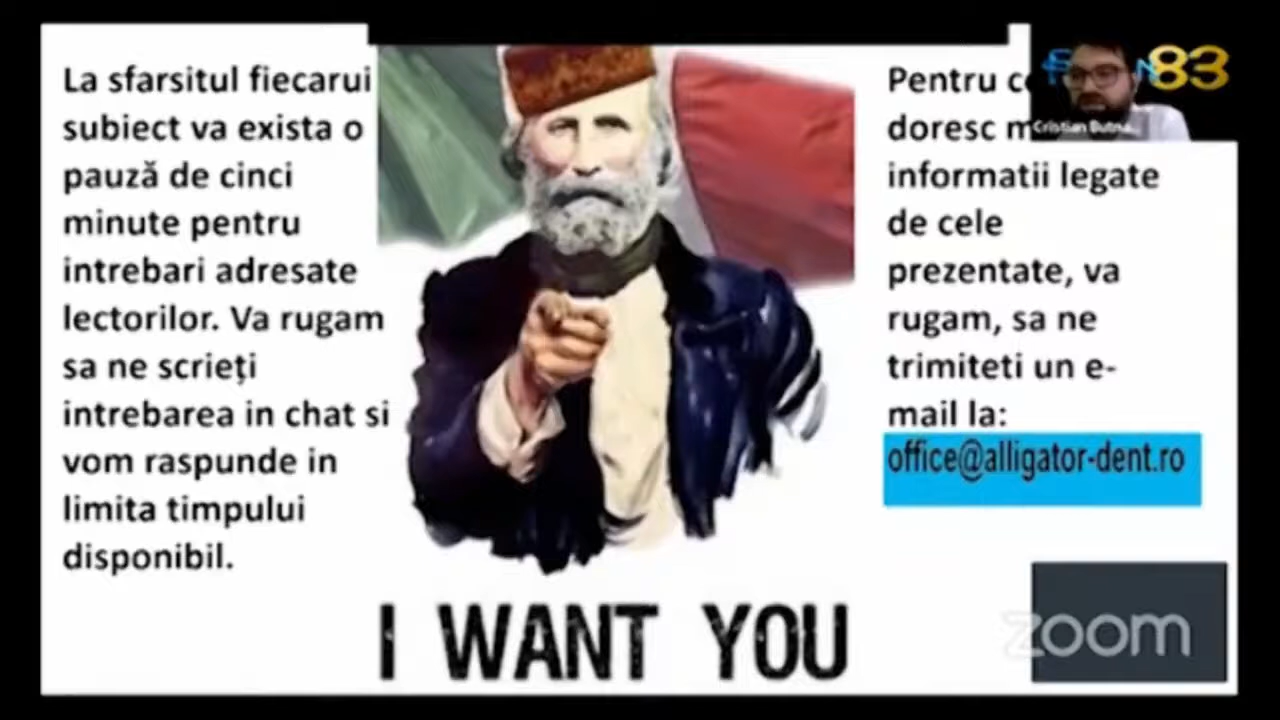 La sfarsitul fiecarui
subiect va exista o
pauză de cinci
minute pentru
intrebari adresate
lectorilor. Va rugam
sa ne scrieți
intrebarea in chat si
vom raspunde in
limita timpului
disponibil.
I WANT YOU
Pentru
doresc
informatii legate
de cele
prezentate, va
rugam, sa ne
trimiteti un e-
mail la:
office@alligator-dent.ro
83
Cristian Butna...
zoom